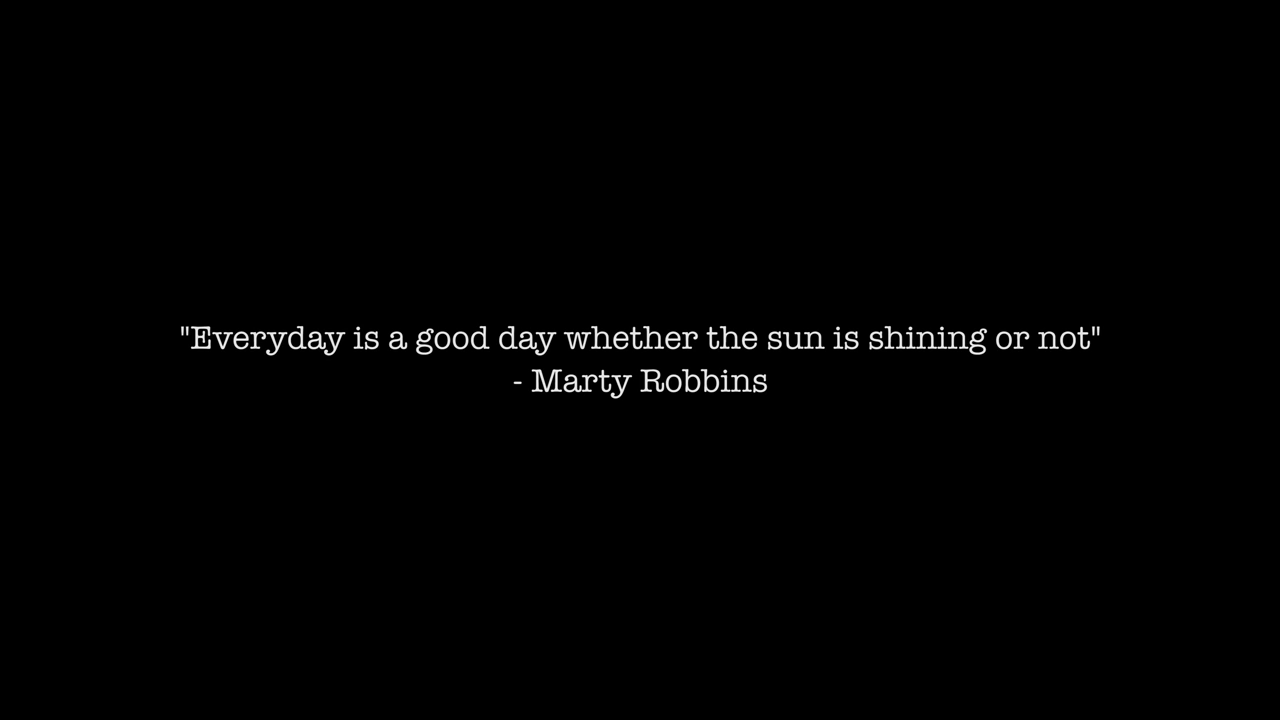 "Everyday is a good day whether the sun is shining or not"
- Marty Robbins